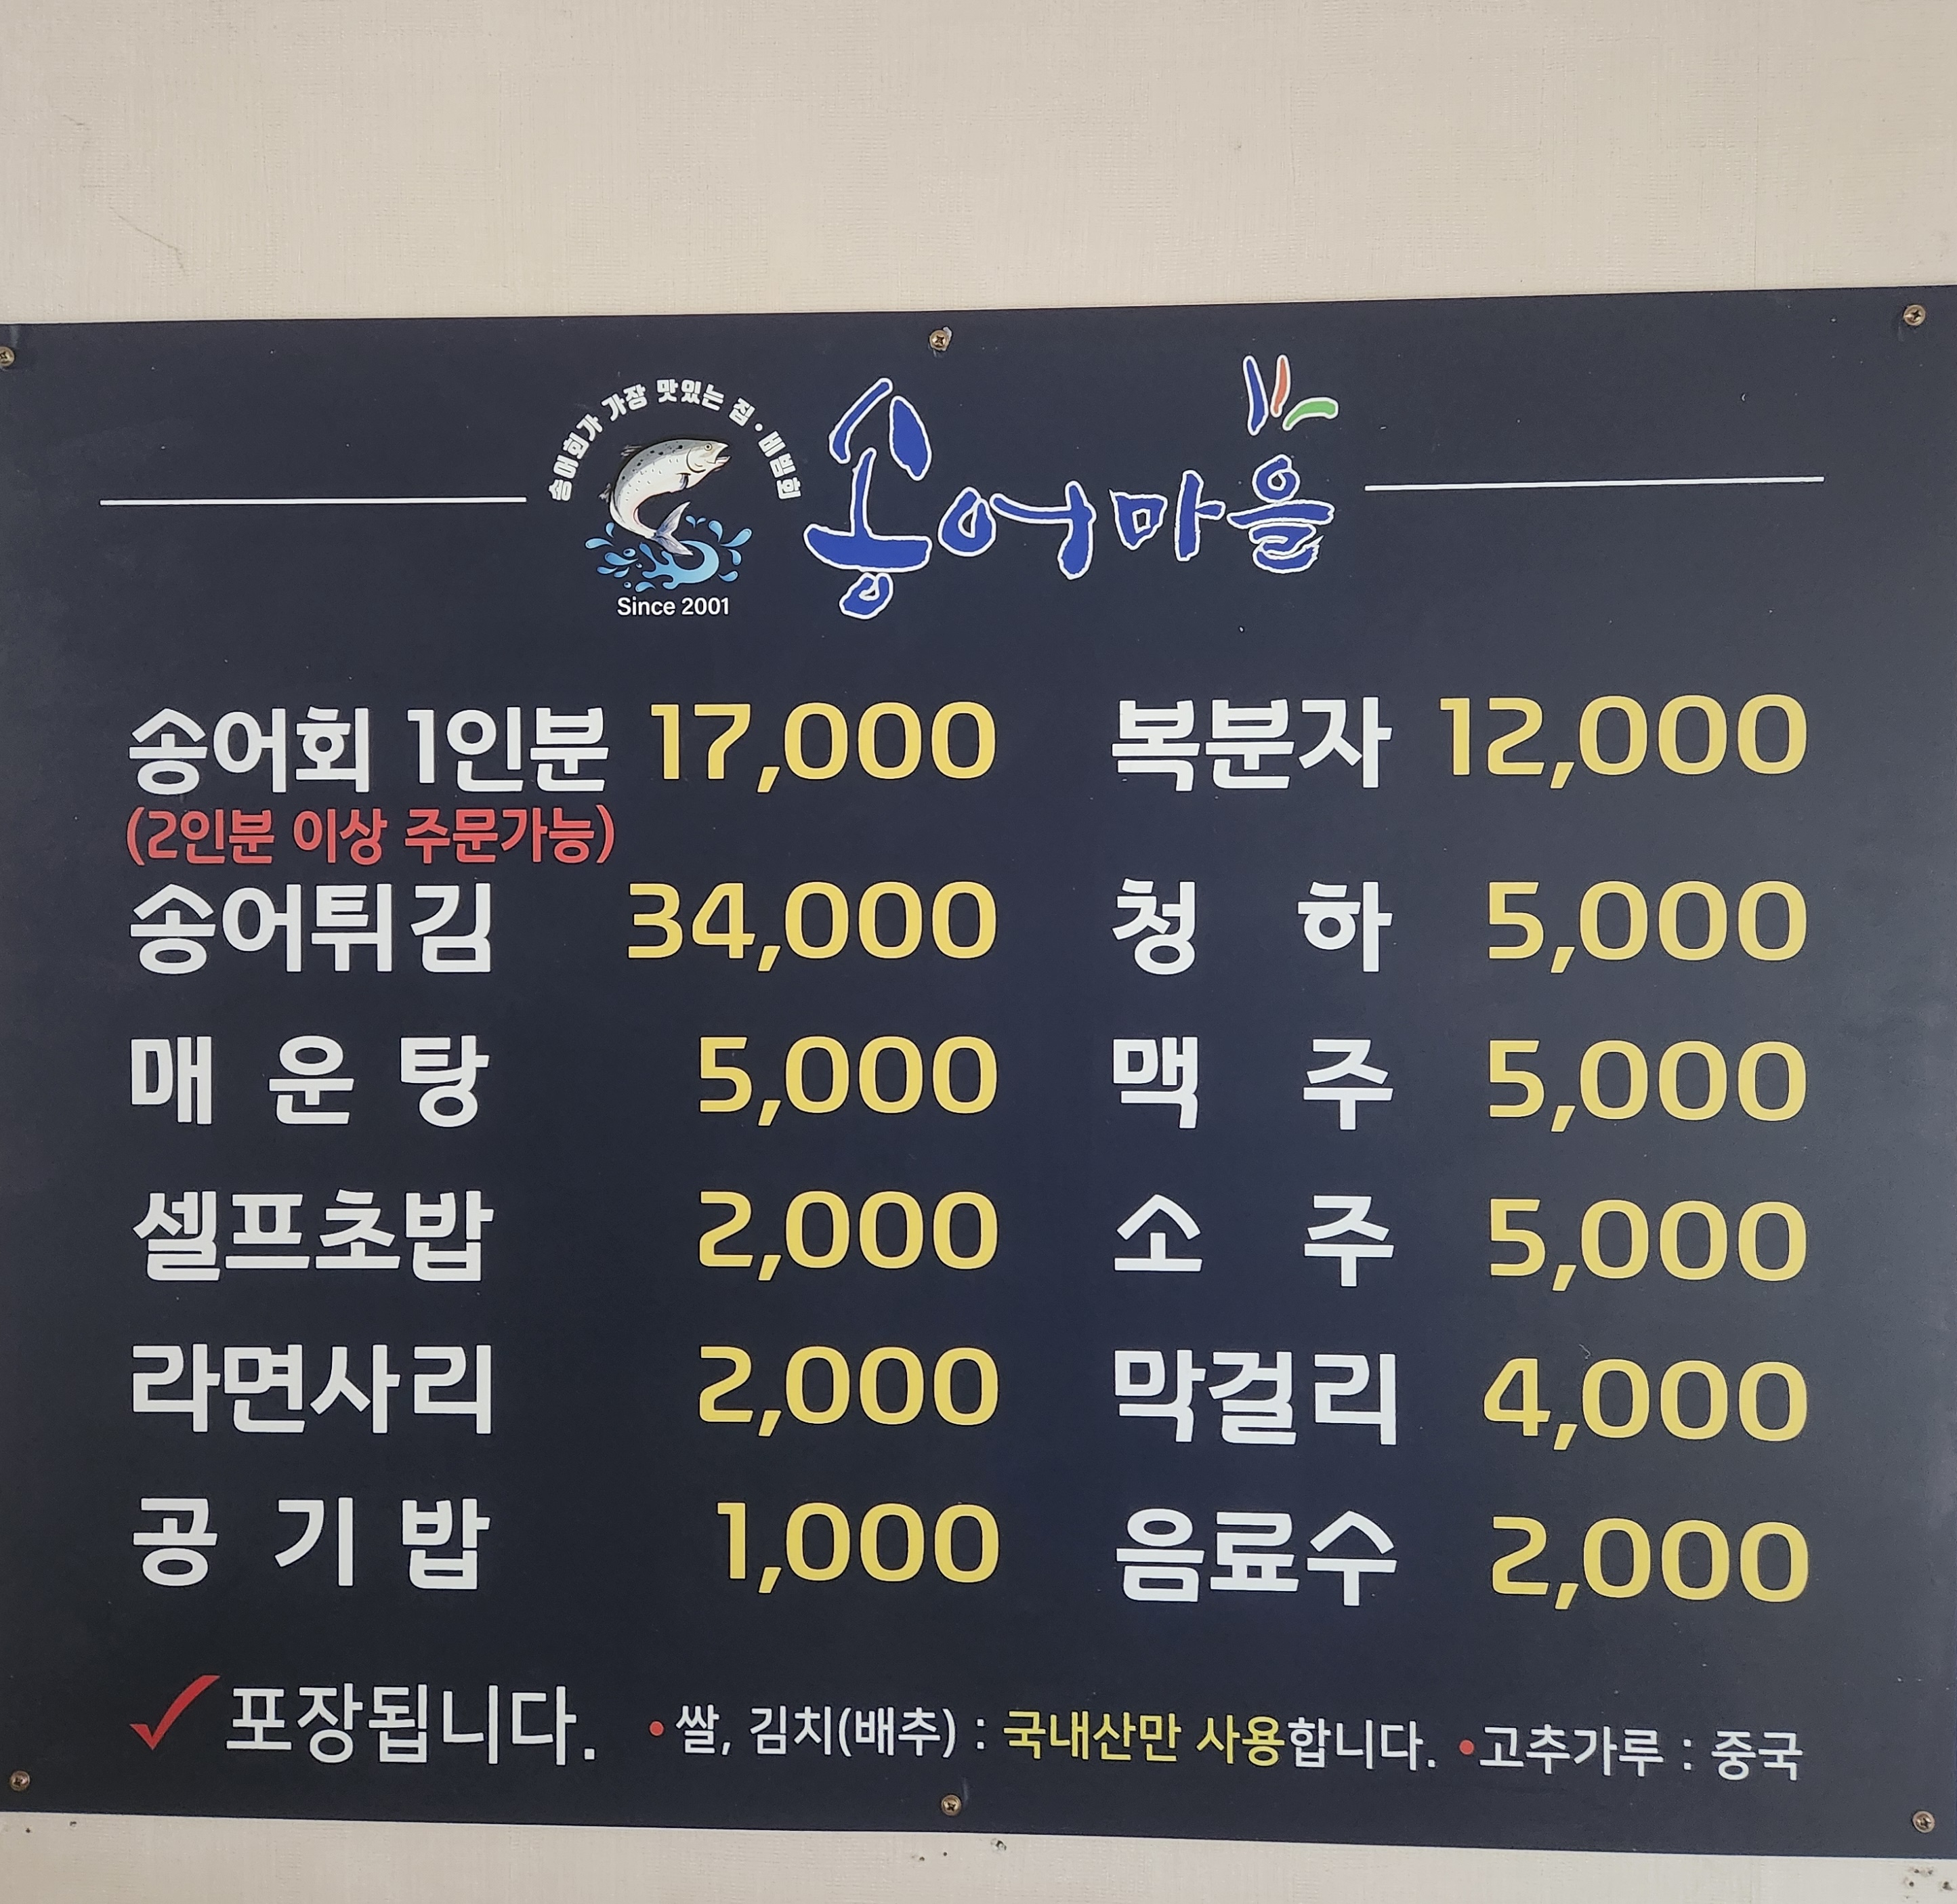 송어회가 가장 맛있는 집 · 비빔회
송어마을
Since 2001
송어회 1인분 17,000
(2인분 이상 주문가능)
송어튀김 34,000
매운탕 5,000
셀프초밥 2,000
라면사리 2,000
공기밥 1,000
복분자 12,000
청하 5,000
맥주 5,000
소주 5,000
막걸리 4,000
음료수 2,000
포장됩니다.
• 쌀, 김치(배추) : 국내산만 사용합니다. • 고추가루 : 중국